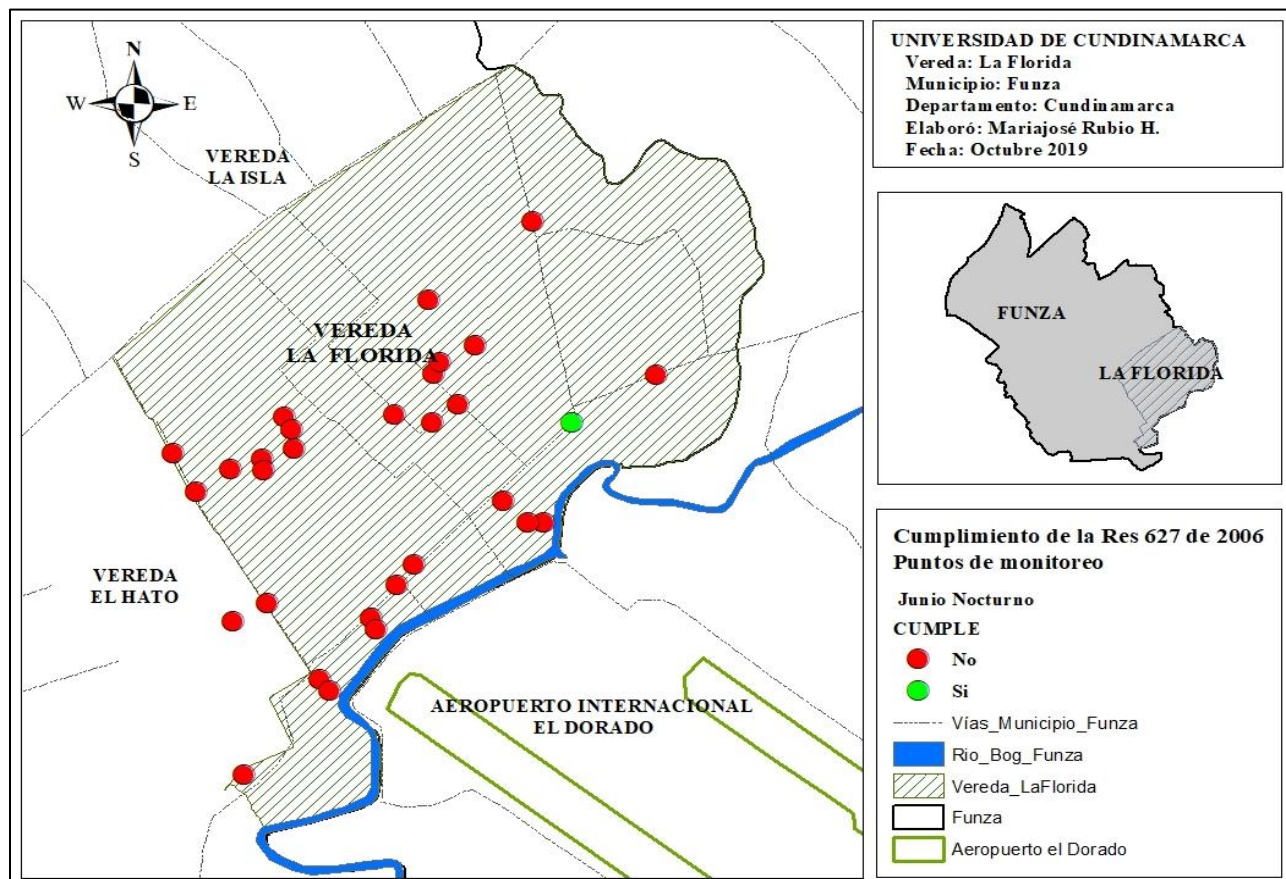 N
W
E
S
VEREDA
LA ISLA
VEREDA
LA FLORIDA
VEREDA
EL HATO
AEROPUERTO INTERNACIONAL
EL DORADO
UNIVERSIDAD DE CUNDINAMARCA
Vereda: La Florida
Municipio: Funza
Departamento: Cundinamarca
Elaboró: Mariajosé Rubio H.
Fecha: Octubre 2019
FUNZA
LA FLORIDA
Cumplimiento de la Res 627 de 2006
Puntos de monitoreo
Junio Nocturno
CUMPLE
No
Si
Vías_Municipio_Funza
Rio_Bog_Funza
Vereda_LaFlorida
Funza
Aeropuerto el Dorado